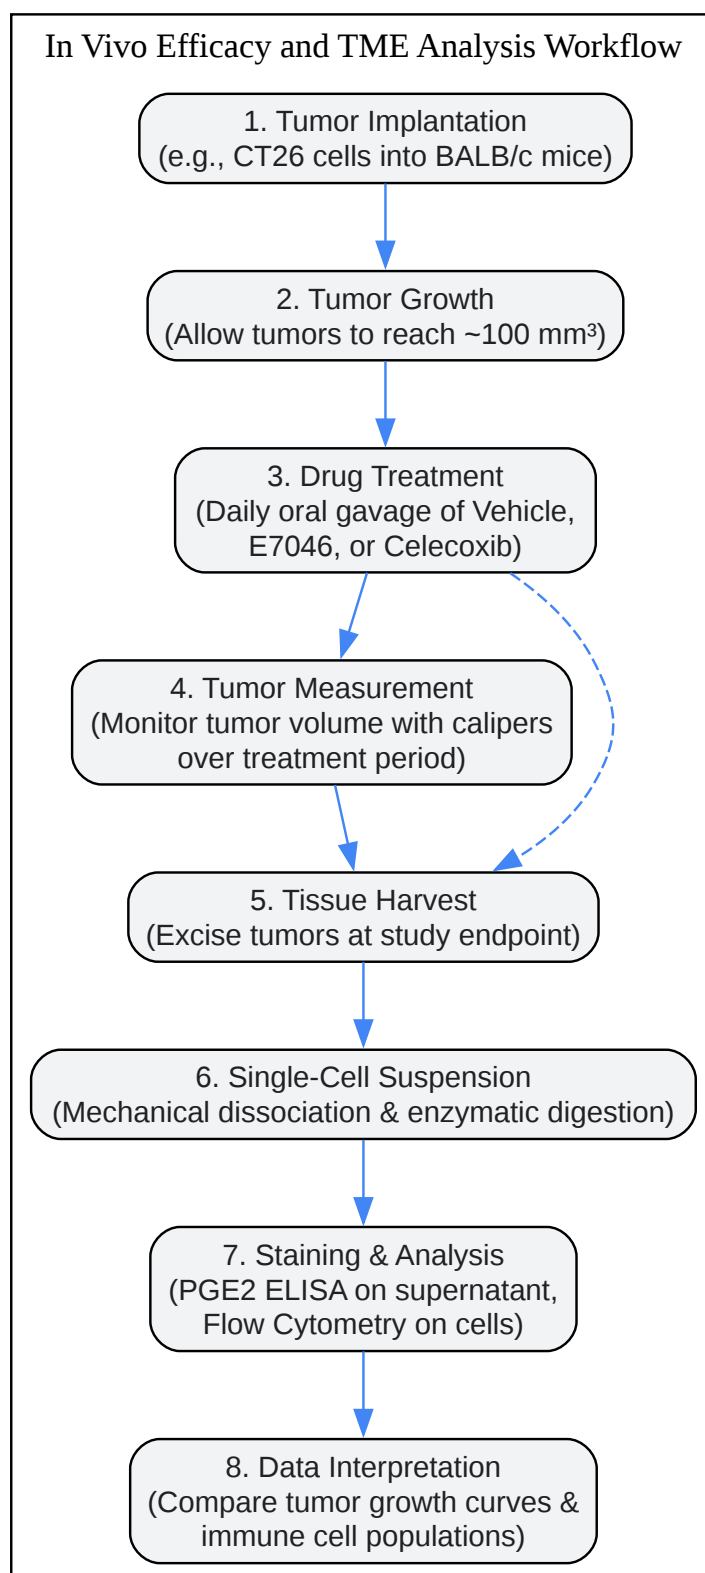 In Vivo Efficacy and TME Analysis Workflow
1. Tumor Implantation
(e.g., CT26 cells into BALB/c mice)
2. Tumor Growth
(Allow tumors to reach ~100 mm³)
3. Drug Treatment
(Daily oral gavage of Vehicle,
E7046, or Celecoxib)
4. Tumor Measurement
(Monitor tumor volume with calipers
over treatment period)
5. Tissue Harvest
(Excise tumors at study endpoint)
6. Single-Cell Suspension
(Mechanical dissociation & enzymatic digestion)
7. Staining & Analysis
(PGE2 ELISA on supernatant,
Flow Cytometry on cells)
8. Data Interpretation
(Compare tumor growth curves &
immune cell populations)